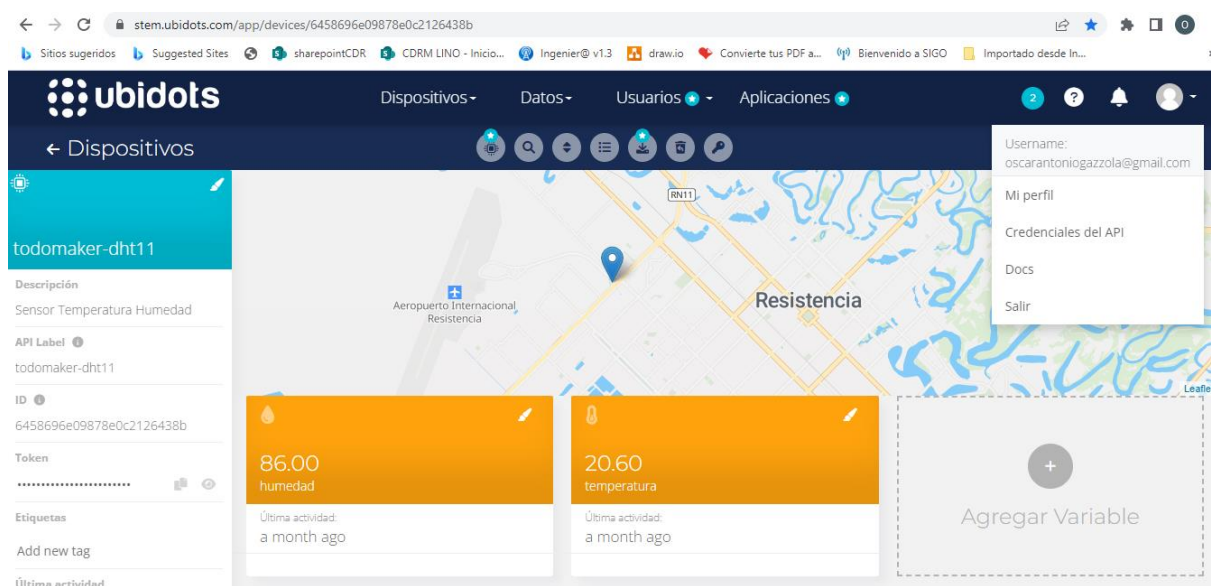 stem.ubidots.com/app/devices/6458696e09878e0c2126438b
O
Sitios sugeridos
Suggested Sites
sharepointCDR
CDRM LINO - Inicio...
Ingenier@ v1.3
draw.io
Convierte tus PDF a...
Bienvenido a SIGO
Importado desde In...
ubidots
Dispositivos
Datos
Usuarios
Aplicaciones
2
?
← Dispositivos
Username:
oscarantoniogazzola@gmail.com
Mi perfil
Credenciales del API
Docs
Salir
todomaker-dht11
Descripción
Sensor Temperatura Humedad
API Label
todomaker-dht11
ID
6458696e09878e0c2126438b
Token
........................
Etiquetas
Add new tag
Última actividad
RN11
Aeropuerto Internacional
Resistencia
Resistencia
Leafle
86.00
humedad
Última actividad:
a month ago
20.60
temperatura
Última actividad:
a month ago
+
Agregar Variable